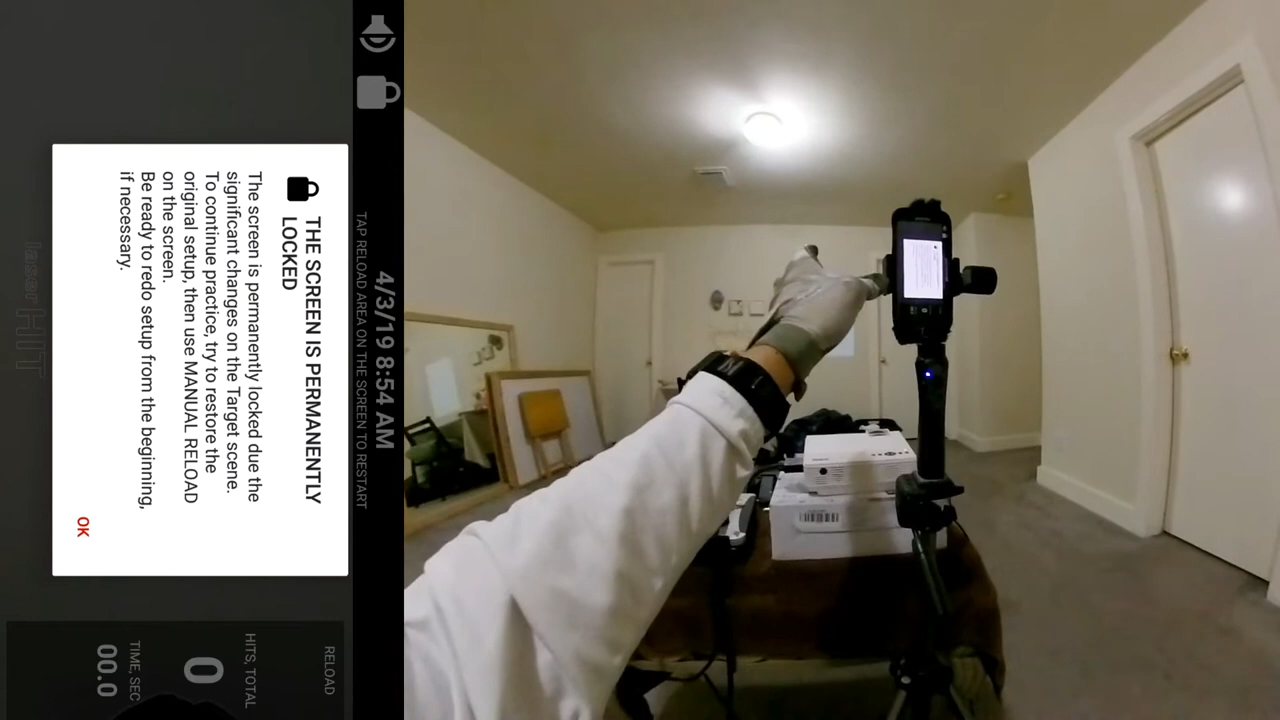 4/3/19 8:54 AM
TAP RELOAD AREA ON THE SCREEN TO RESTART
THE SCREEN IS PERMANENTLY
LOCKED
The screen is permanently locked due the
significant changes on the Target scene.
To continue practice, try to restore the
original setup, then use MANUAL RELOAD
on the screen.
Be ready to redo setup from the beginning,
if necessary.
OK
laser HIT
RELOAD
HITS, TOTAL
0
TIME, SEC
00.0